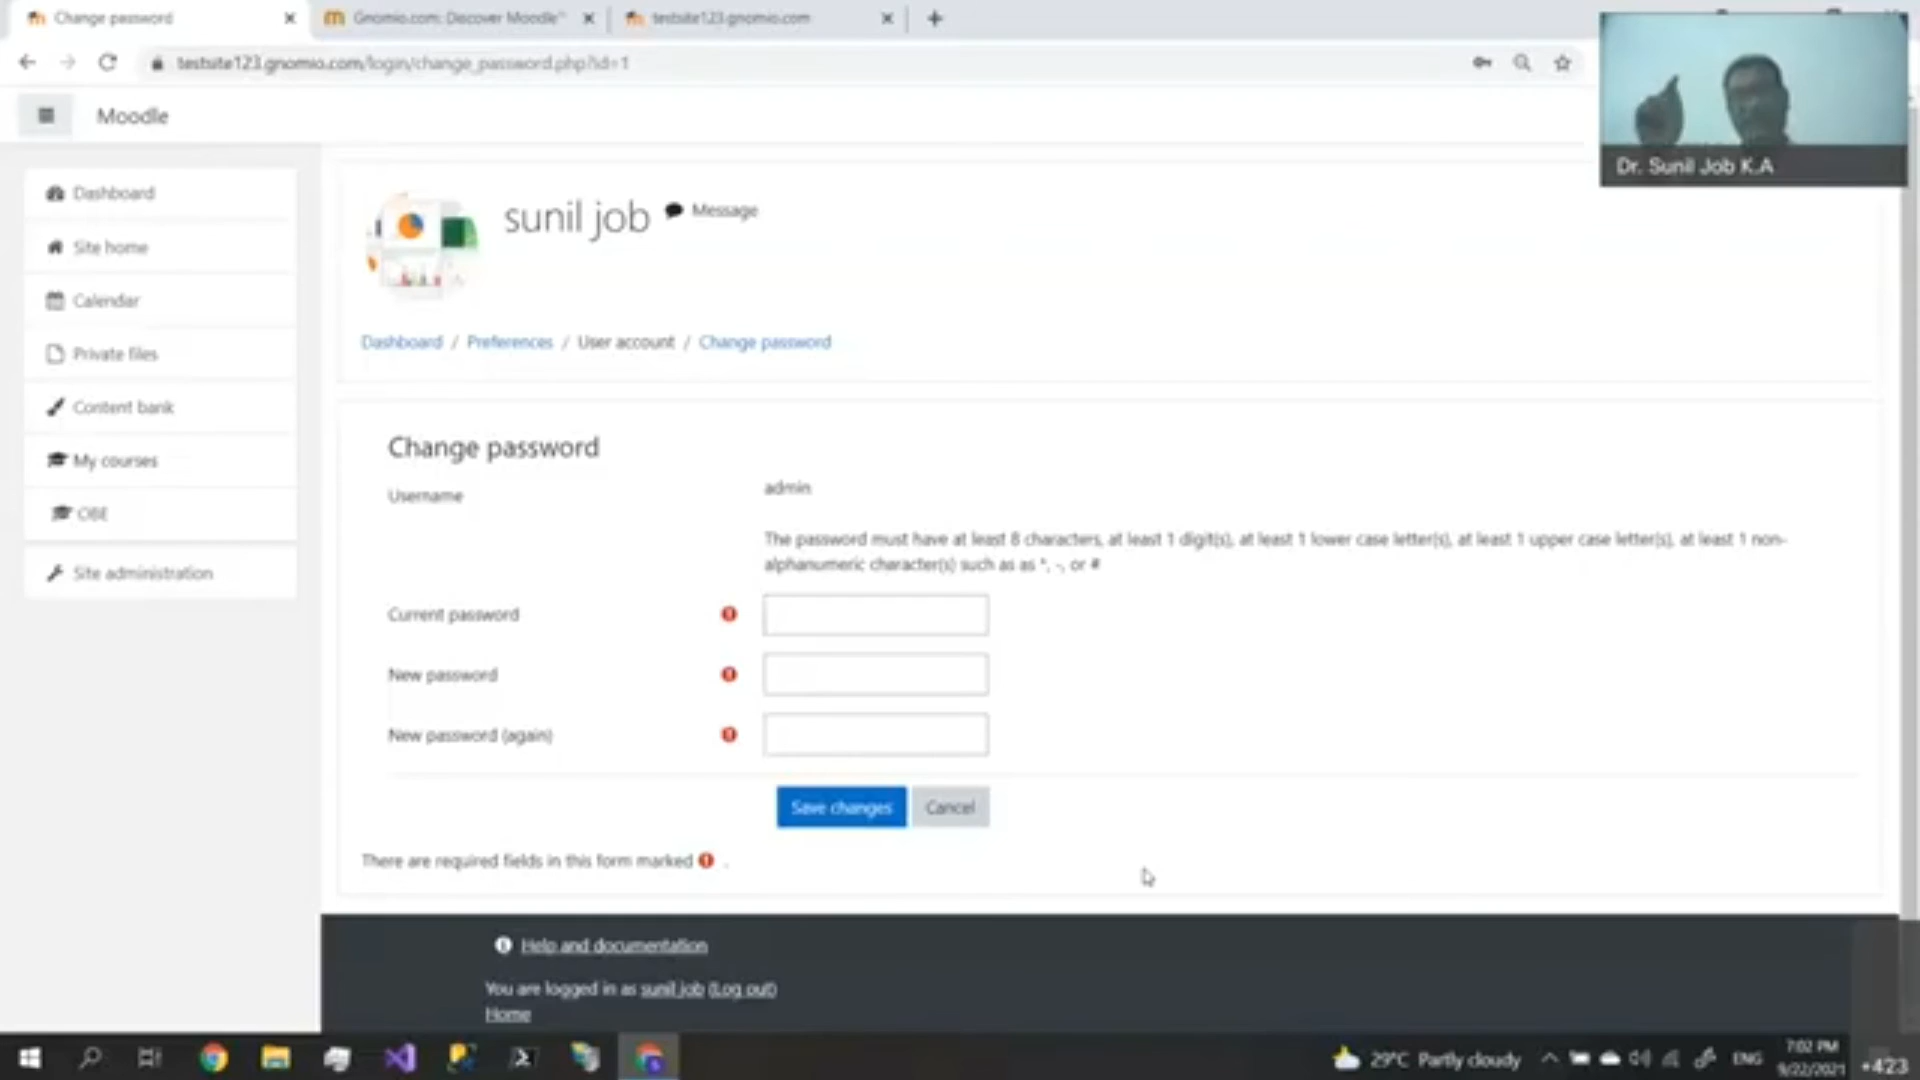 Change password
Gnomio.com: Discover Moodle™
testsite123.gnomio.com
testsite123.gnomio.com/login/change_password.php?id=1
Moodle
Dr. Sunil Job K.A
Dashboard
Site home
Calendar
Private files
Content bank
My courses
OBE
Site administration
sunil job
Message
Dashboard / Preferences / User account / Change password
Change password
Username
admin
The password must have at least 8 characters, at least 1 digit(s), at least 1 lower case letter(s), at least 1 upper case letter(s), at least 1 non-
alphanumeric character(s) such as as *, -, or #
Current password
New password
New password (again)
Save changes
Cancel
There are required fields in this form marked .
Help and documentation
You are logged in as sunil job (Log out)
Home
29°C Partly cloudy
ENG
7:02 PM
9/22/2021
+423